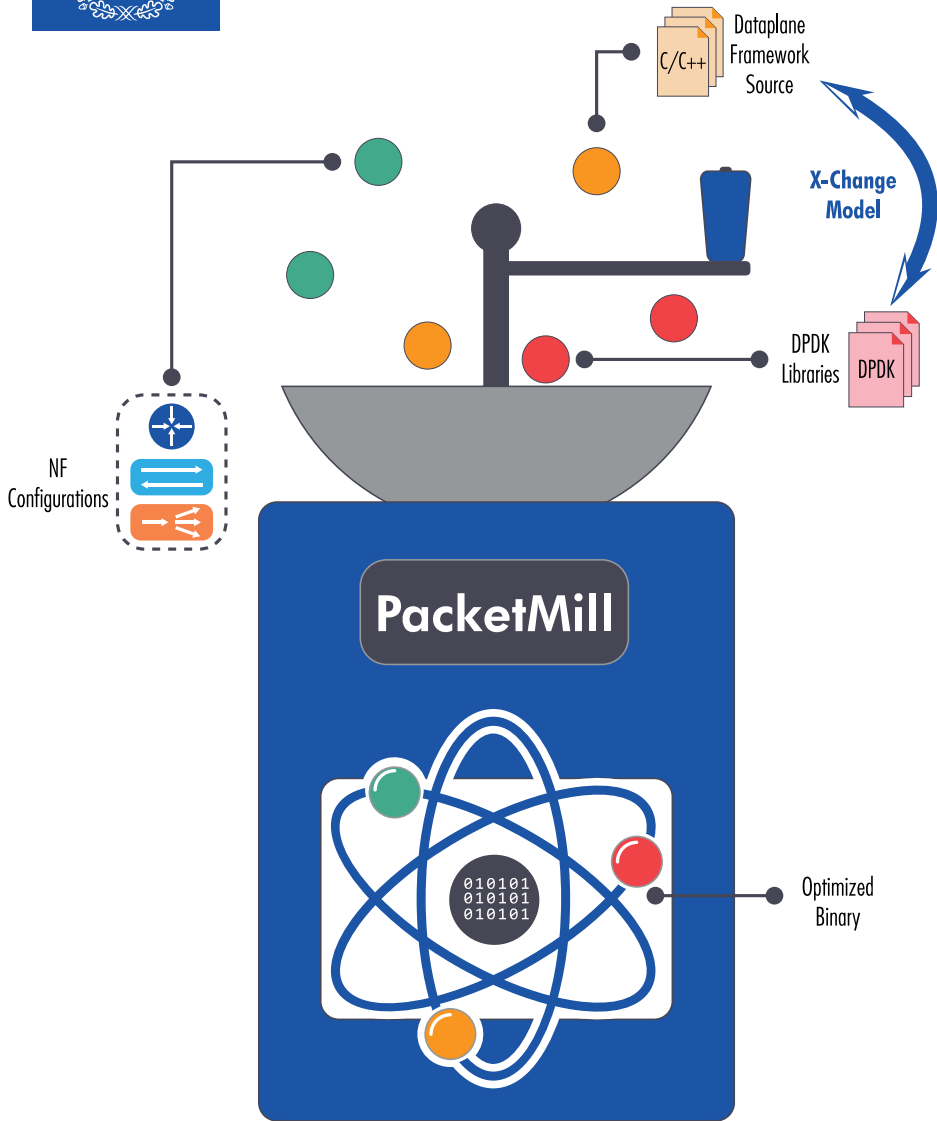 Dataplane
Framework
Source
C/C++
X-Change
Model
DPDK
Libraries
DPDK
NF
Configurations
PacketMill
010101
010101
010101
Optimized
Binary